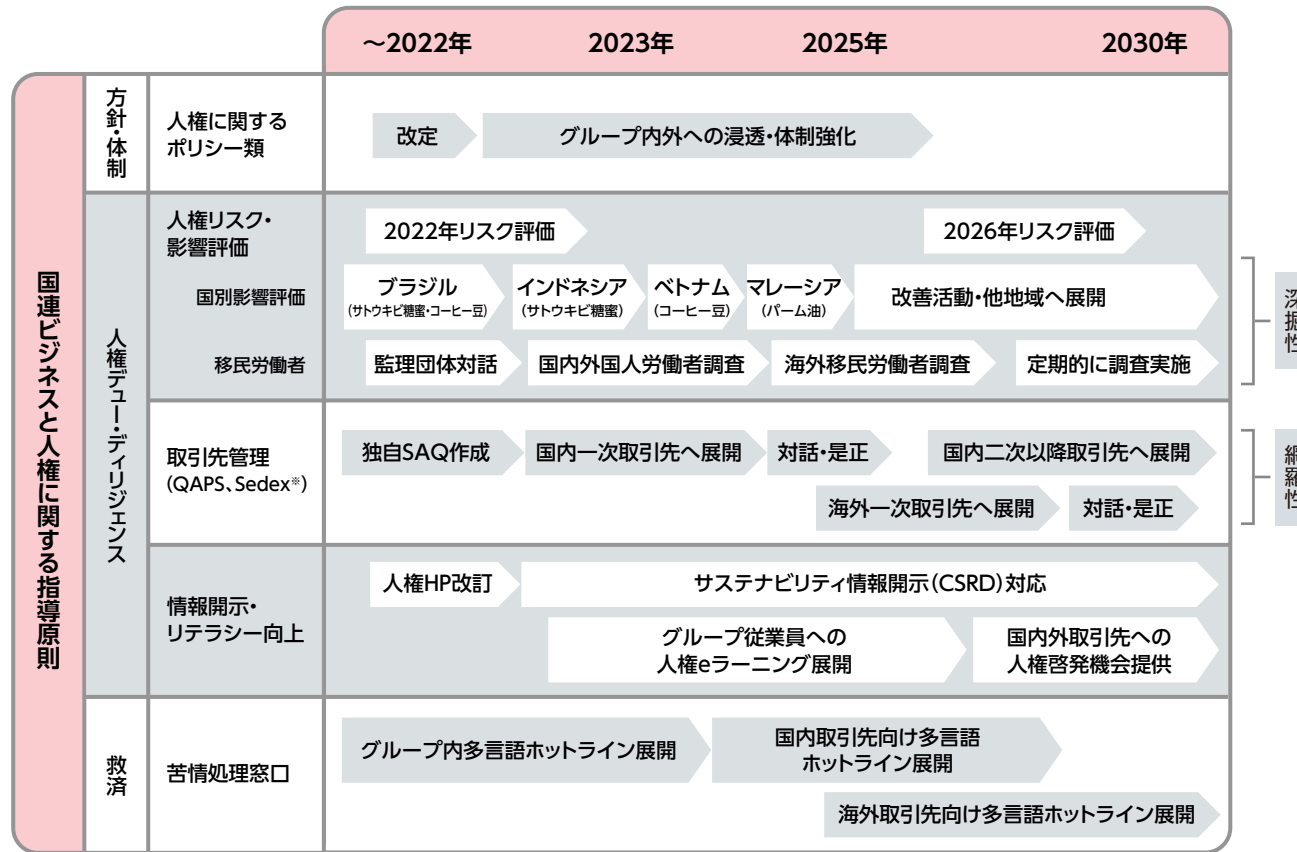 ～2022年
2023年
2025年
2030年
国連ビジネスと人権に関する指導原則
方針・体制
人権に関する
ポリシー類
改定
グループ内外への浸透・体制強化
人権デュー・ディリジェンス
人権リスク・
影響評価
2022年リスク評価
2026年リスク評価
国別影響評価
ブラジル
(サトウキビ糖蜜・コーヒー豆)
インドネシア
(サトウキビ糖蜜)
ベトナム
(コーヒー豆)
マレーシア
(パーム油)
改善活動・他地域へ展開
移民労働者
監理団体対話
国内外国人労働者調査
海外移民労働者調査
定期的に調査実施
深掘性
取引先管理
(QAPS、Sedex※)
独自SAQ作成
国内一次取引先へ展開
対話・是正
国内二次以降取引先へ展開
海外一次取引先へ展開
対話・是正
網羅性
情報開示・
リテラシー向上
人権HP改訂
サステナビリティ情報開示(CSRD)対応
グループ従業員への
人権eラーニング展開
国内外取引先への
人権啓発機会提供
救済
苦情処理窓口
グループ内多言語ホットライン展開
国内取引先向け多言語
ホットライン展開
海外取引先向け多言語ホットライン展開